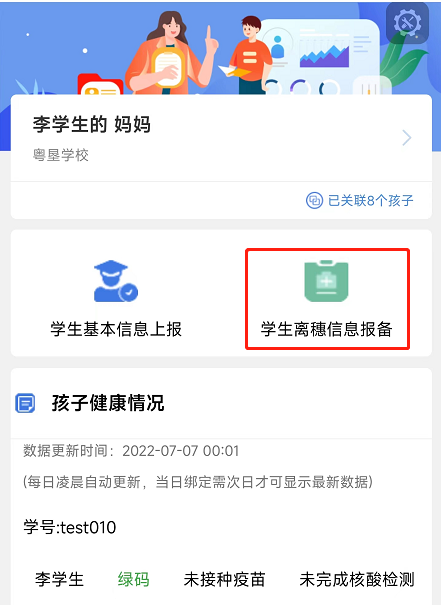 李学生的 妈妈
粤垦学校
已关联8个孩子
学生基本信息上报
学生离穗信息报备
孩子健康情况
数据更新时间：2022-07-07 00:01
(每日凌晨自动更新，当日绑定需次日才可显示最新数据)
学号:test010
李学生 绿码 未接种疫苗 未完成核酸检测